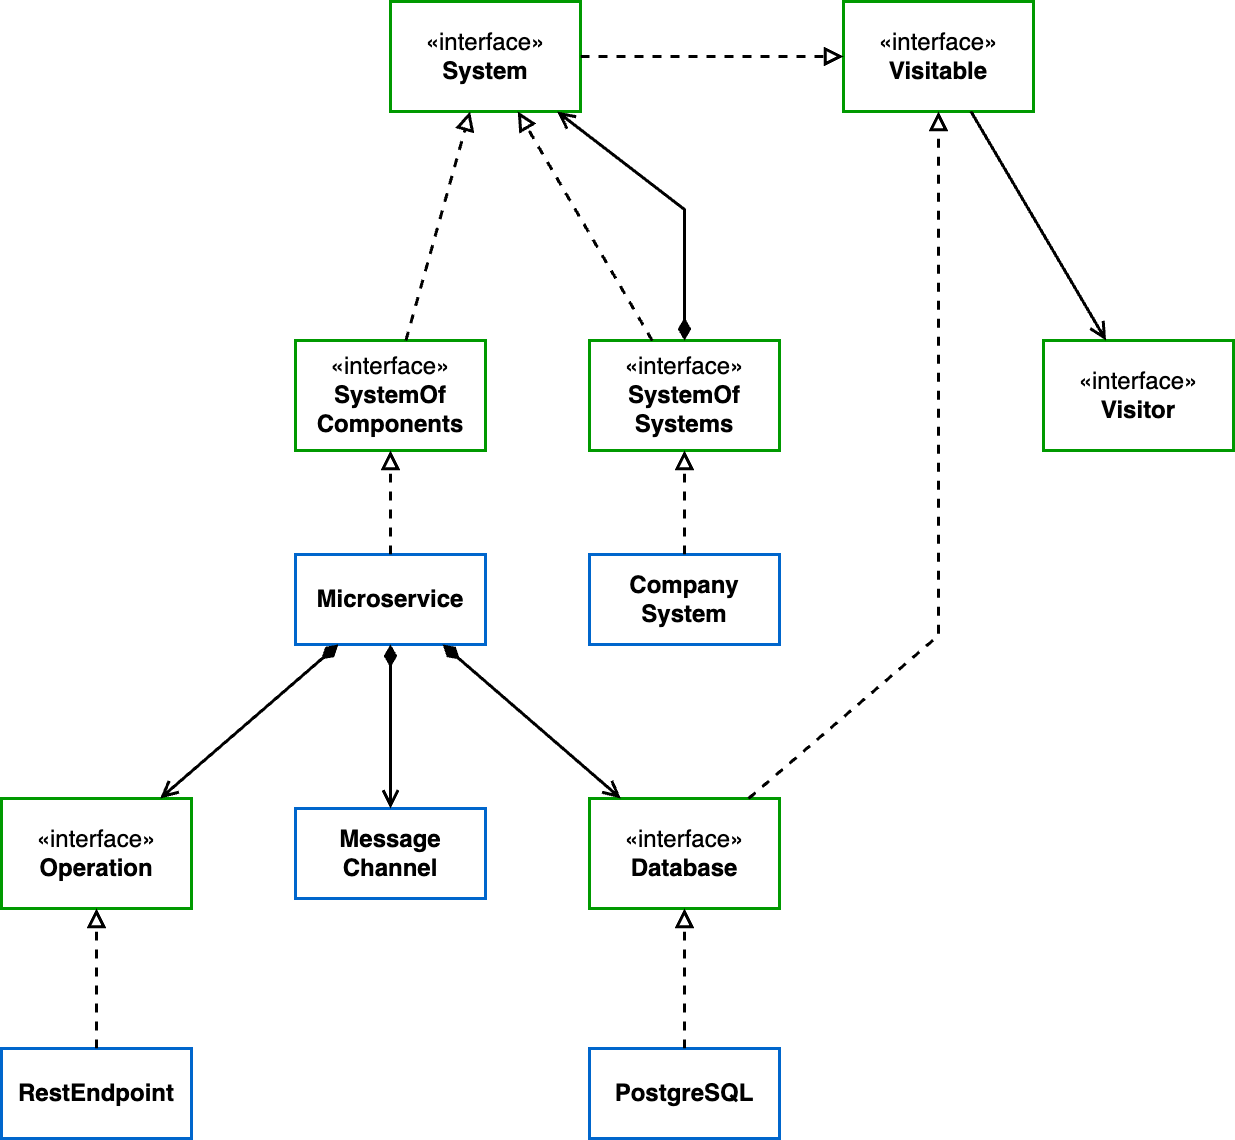 «interface»
System
«interface»
Visitable
«interface»
SystemOf
Components
«interface»
SystemOf
Systems
«interface»
Visitor
Microservice
Company
System
«interface»
Operation
Message
Channel
«interface»
Database
RestEndpoint
PostgreSQL